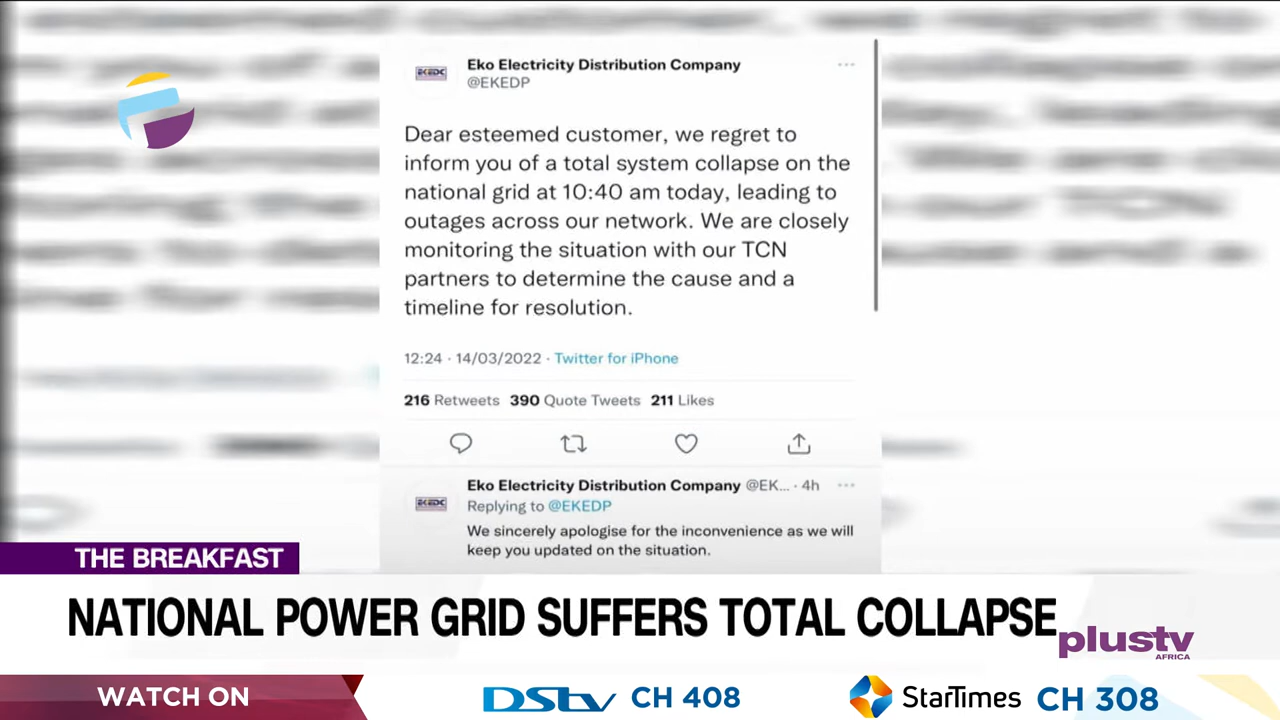 Eko Electricity Distribution Company
EKEDC
@EKEDP
Dear esteemed customer, we regret to
inform you of a total system collapse on the
national grid at 10:40 am today, leading to
outages across our network. We are closely
monitoring the situation with our TCN
partners to determine the cause and a
timeline for resolution.
12:24 · 14/03/2022 · Twitter for iPhone
216 Retweets 390 Quote Tweets 211 Likes
Eko Electricity Distribution Company @EK... · 4h
EKEDC
Replying to @EKEDP
We sincerely apologise for the inconvenience as we will
keep you updated on the situation.
THE BREAKFAST
NATIONAL POWER GRID SUFFERS TOTAL COLLAPSE
plustv
AFRICA
WATCH ON
DStv CH 408
StarTimes CH 308